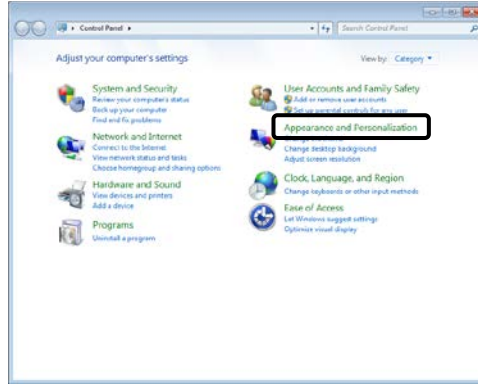 Control Panel
Search Control Panel
Adjust your computer's settings
View by: Category
System and Security
Review your computer's status
Back up your computer
Find and fix problems
Network and Internet
Connect to the Internet
View network status and tasks
Choose homegroup and sharing options
Hardware and Sound
View devices and printers
Add a device
Programs
Uninstall a program
User Accounts and Family Safety
Add or remove user accounts
Set up parental controls for any user
Appearance and Personalization
Change desktop background
Adjust screen resolution
Clock, Language, and Region
Change keyboards or other input methods
Ease of Access
Let Windows suggest settings
Optimize visual display